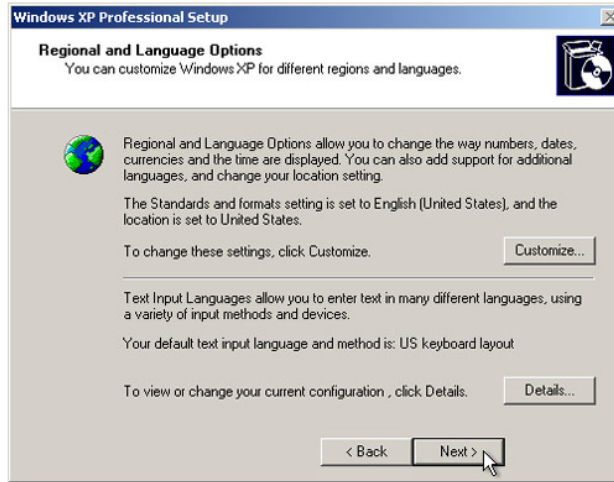 Windows XP Professional Setup
Regional and Language Options
You can customize Windows XP for different regions and languages.
Regional and Language Options allow you to change the way numbers, dates,
currencies and the time are displayed. You can also add support for additional
languages, and change your location setting.
The Standards and formats setting is set to English (United States), and the
location is set to United States.
To change these settings, click Customize.
Customize...
Text Input Languages allow you to enter text in many different languages, using
a variety of input methods and devices.
Your default text input language and method is: US keyboard layout
To view or change your current configuration , click Details.
Details...
< Back
Next >